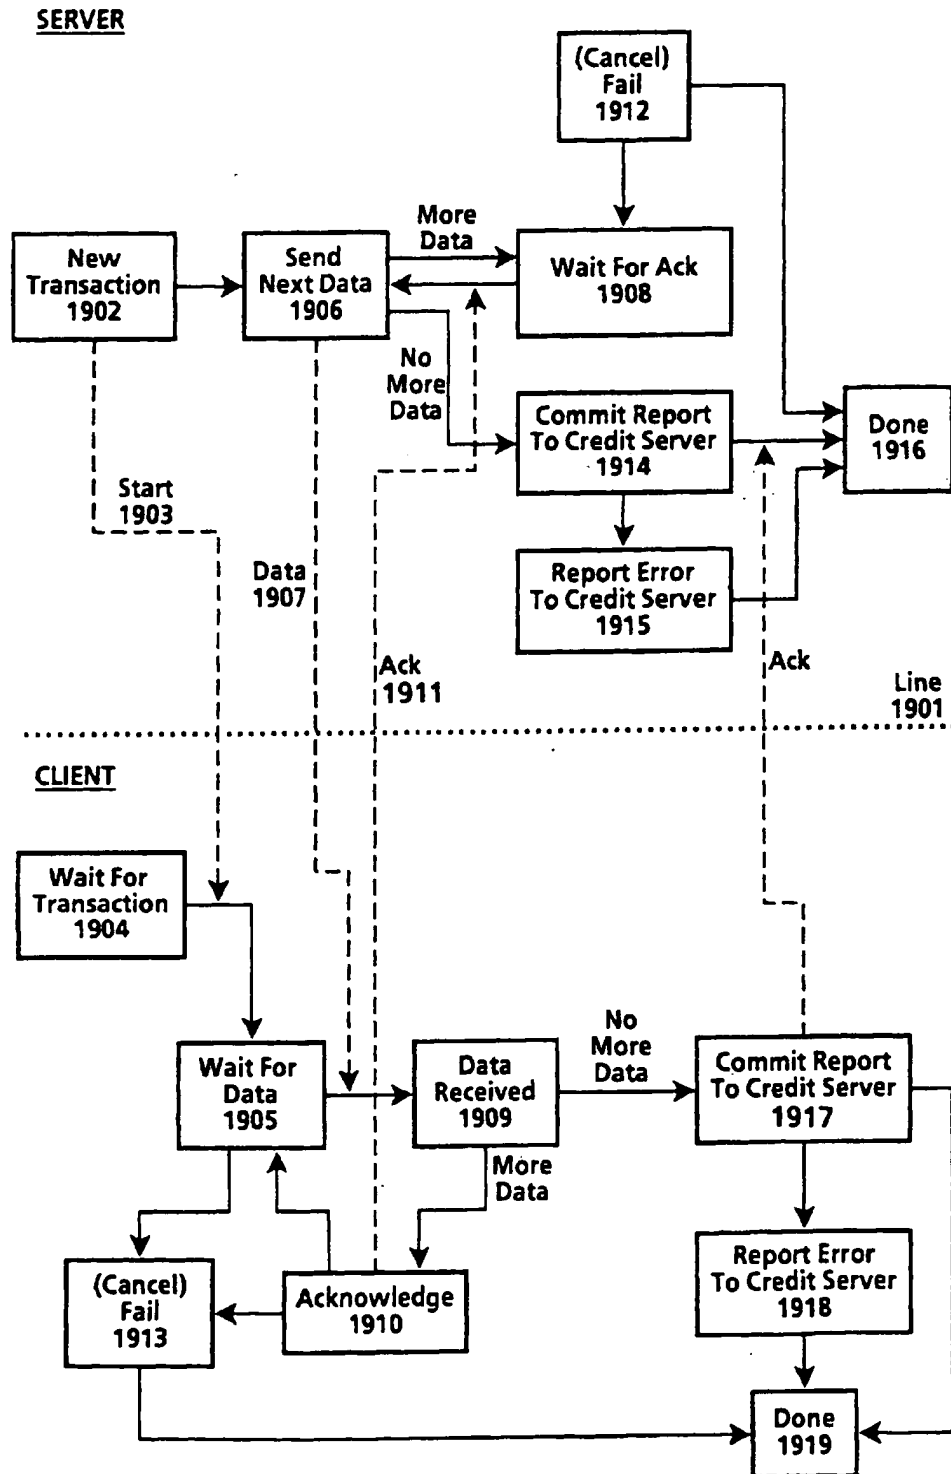 SERVER
(Cancel)
Fail
1912
More
Data
New
Transaction
1902
Send
Next Data
1906
Wait For Ack
1908
No
More
Data
Commit Report
To Credit Server
1914
Done
1916
Start
1903
Data
1907
Report Error
To Credit Server
1915
Ack
1911
Ack
Line
1901
CLIENT
Wait For
Transaction
1904
Wait For
Data
1905
Data
Received
1909
No
More
Data
Commit Report
To Credit Server
1917
More
Data
(Cancel)
Fail
1913
Acknowledge
1910
Report Error
To Credit Server
1918
Done
1919